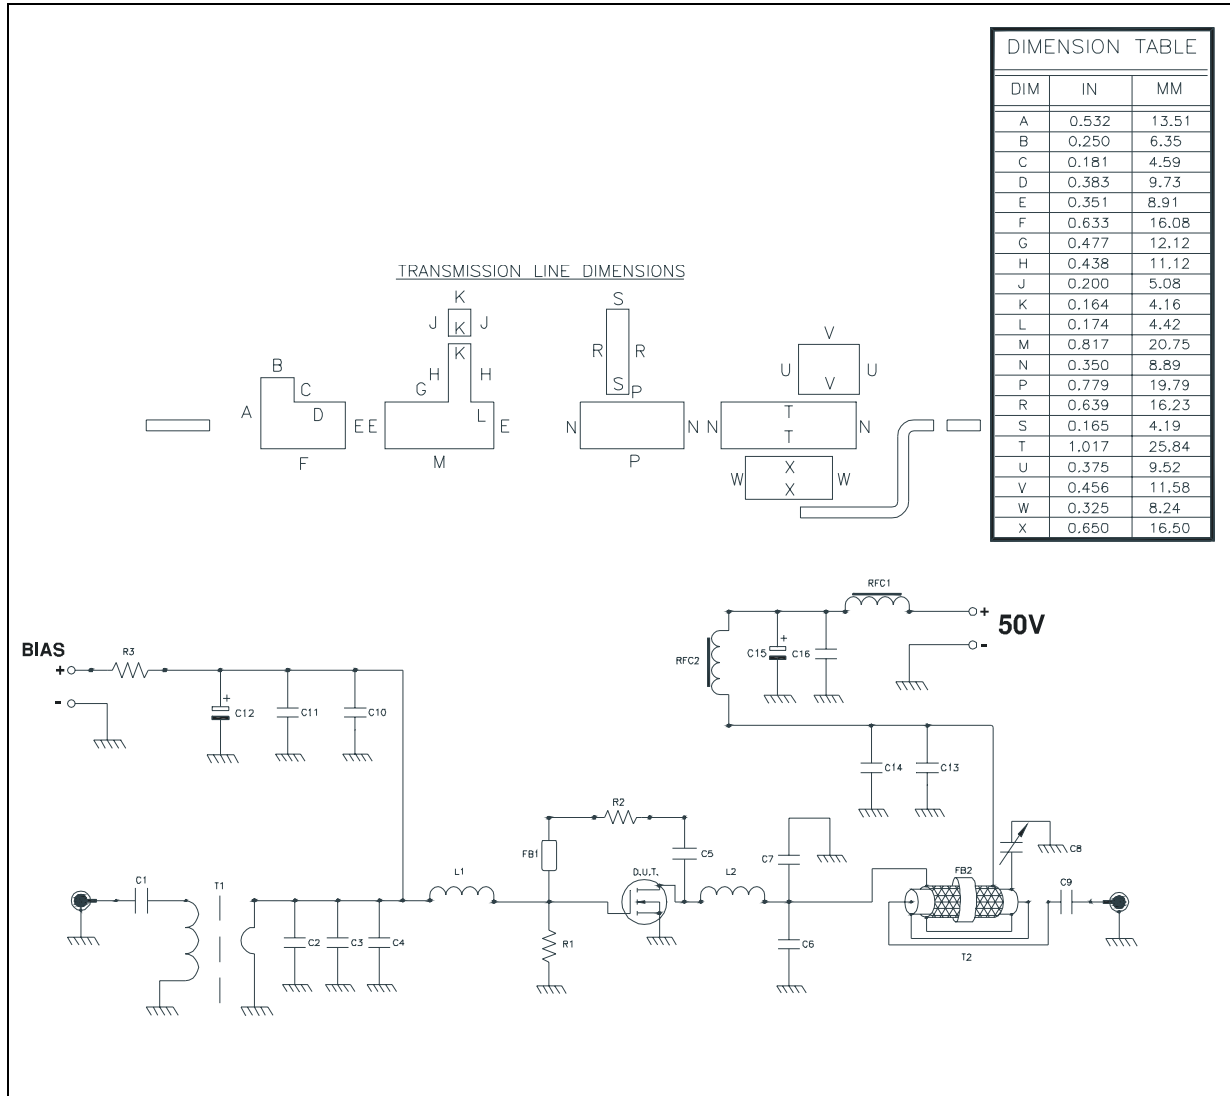 DIMENSION TABLE
DIM IN MM
A 0.532 13.51
B 0.250 6.35
C 0.181 4.59
D 0.383 9.73
E 0.351 8.91
F 0.633 16.08
G 0.477 12.12
H 0.438 11.12
J 0.200 5.08
K 0.164 4.16
L 0.174 4.42
M 0.817 20.75
N 0.350 8.89
P 0.779 19.79
R 0.639 16.23
S 0.165 4.19
T 1.017 25.84
U 0.375 9.52
V 0.456 11.58
W 0.325 8.24
X 0.650 16.50
TRANSMISSION LINE DIMENSIONS
K S
J K J
K V
B H H R R U U
G V
C S
A D L P T
E E E N N N N
T
F M P X
W W
X
RFC1
+
50V
-
BIAS
+ R3
-
RFC2 + C15 C16
+ C12 C11 C10
C14 C13
R2
FB1 C5 C7 C8
C1 T1 L1 D.U.T. L2 FB2 C9
C2 C3 C4 R1 C6
T2